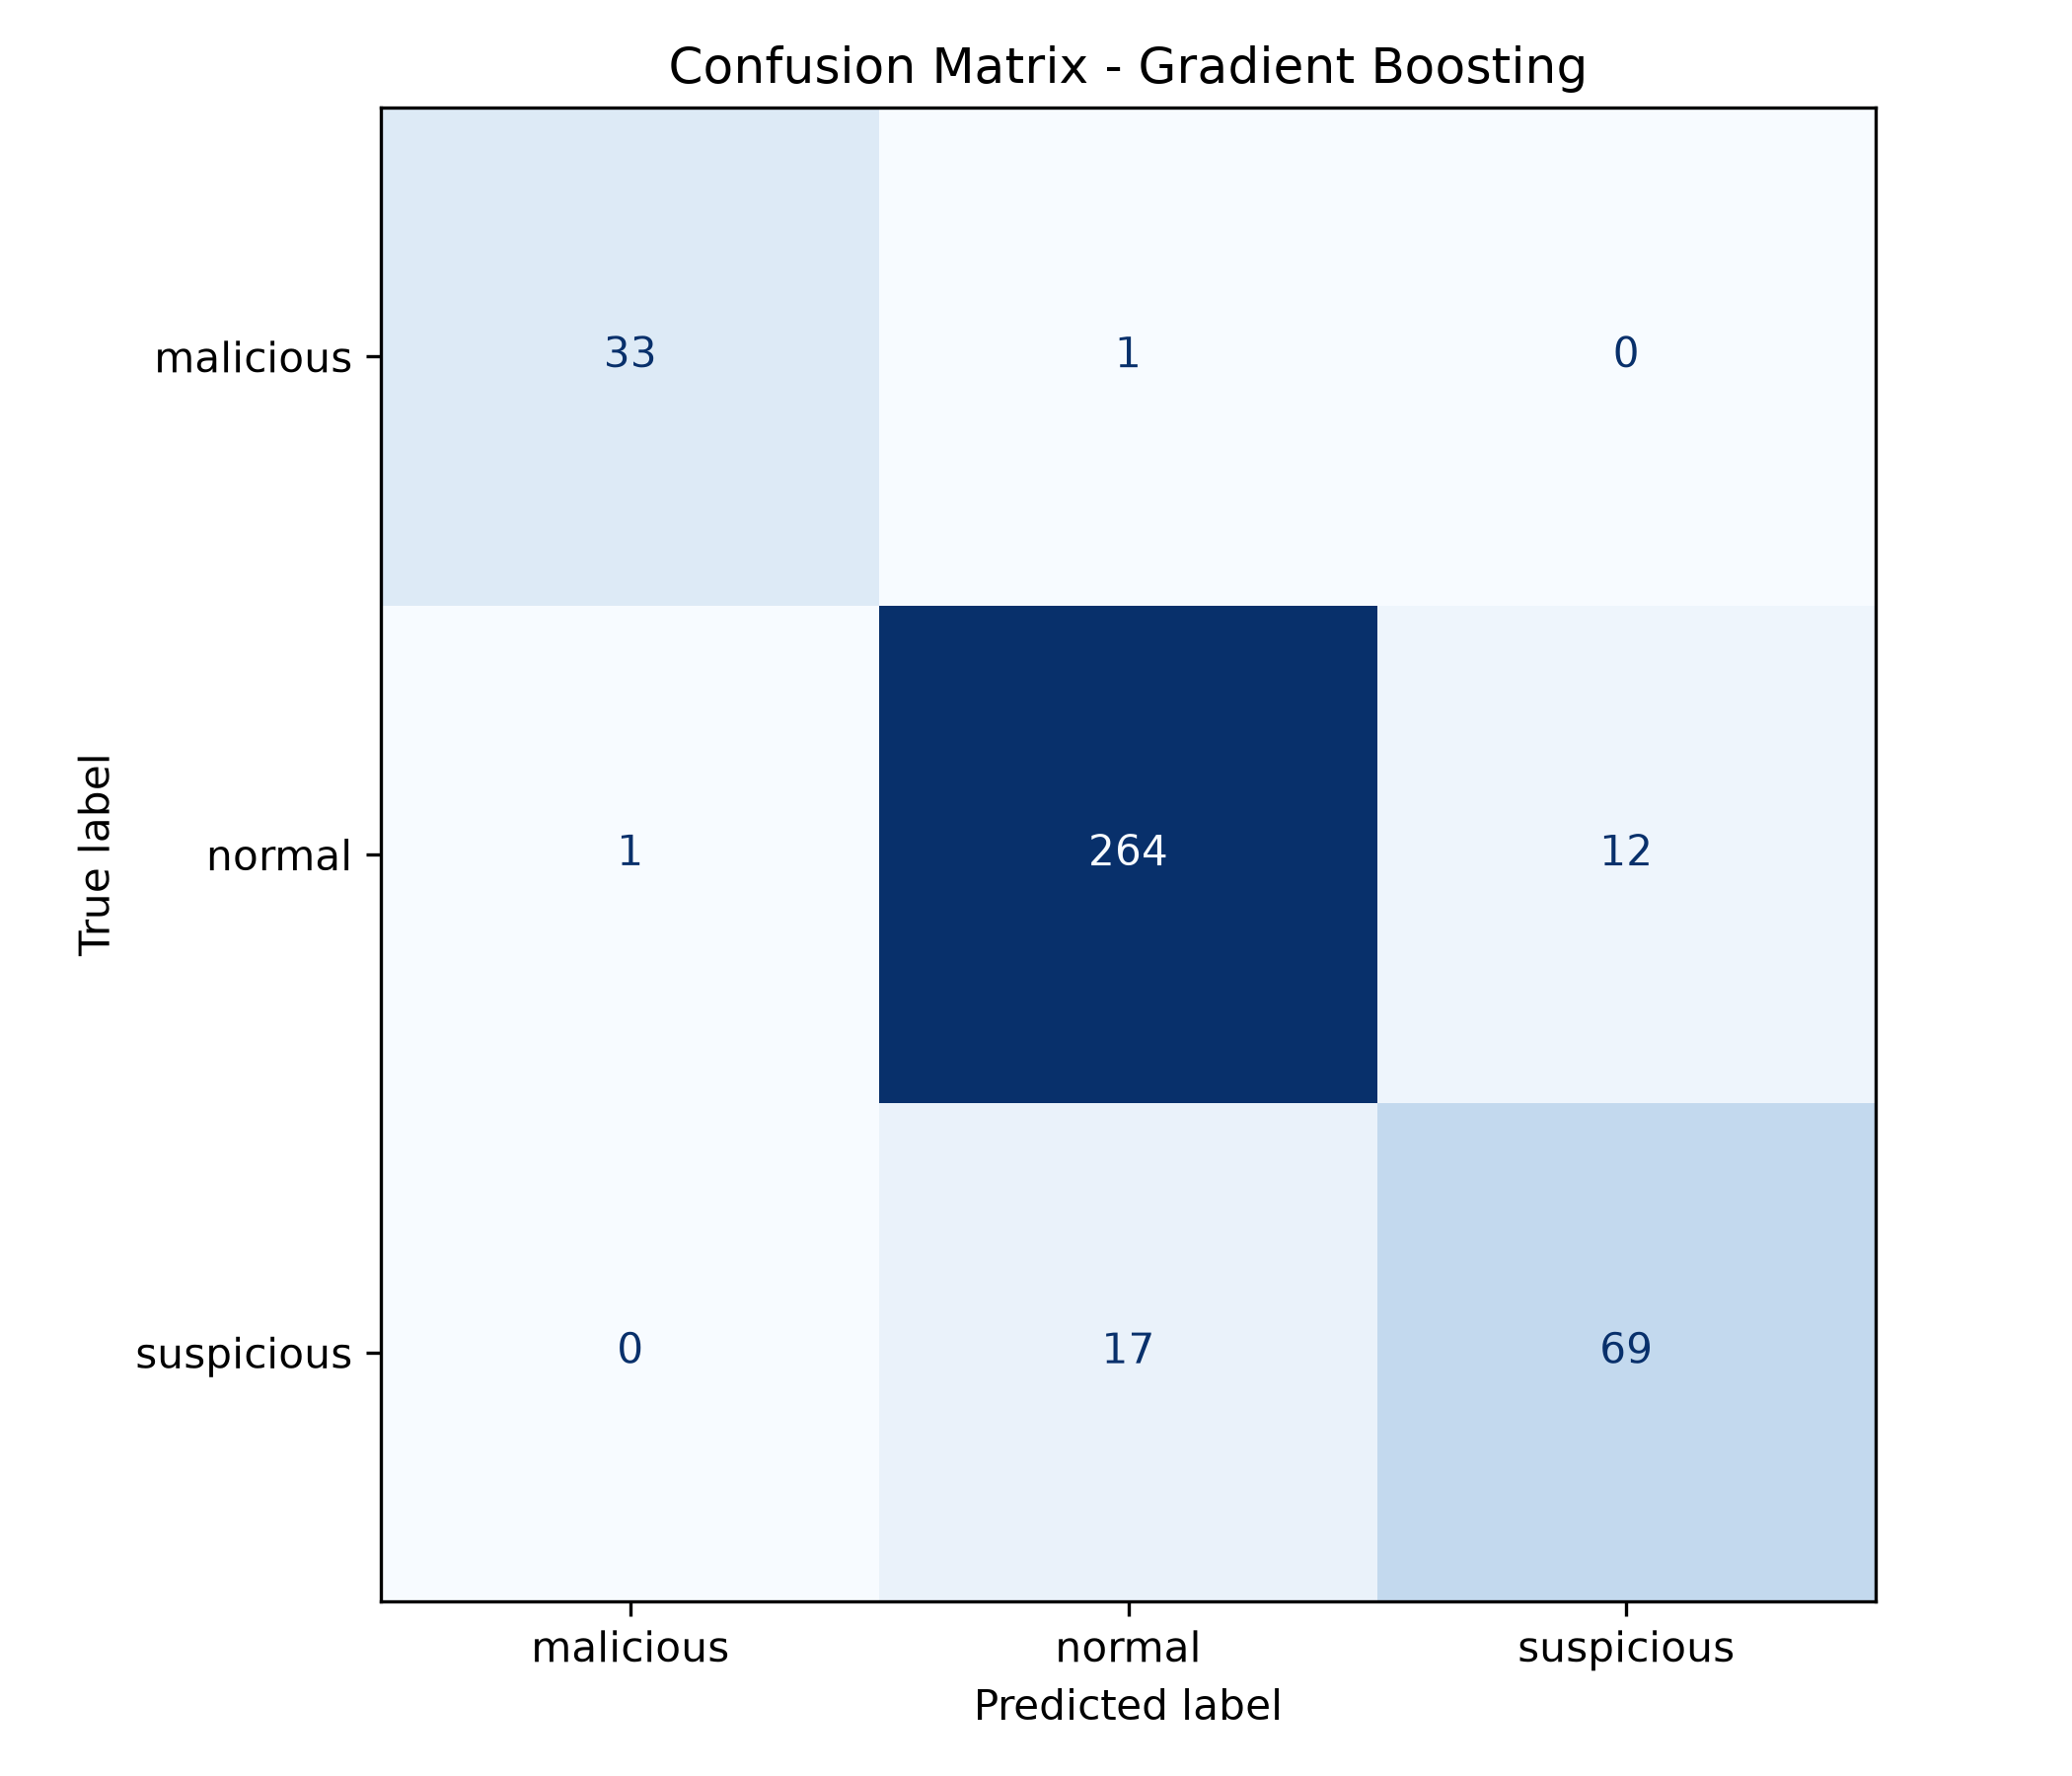 Confusion Matrix - Gradient Boosting
True label
malicious 33 1 0
normal 1 264 12
suspicious 0 17 69
malicious normal suspicious
Predicted label